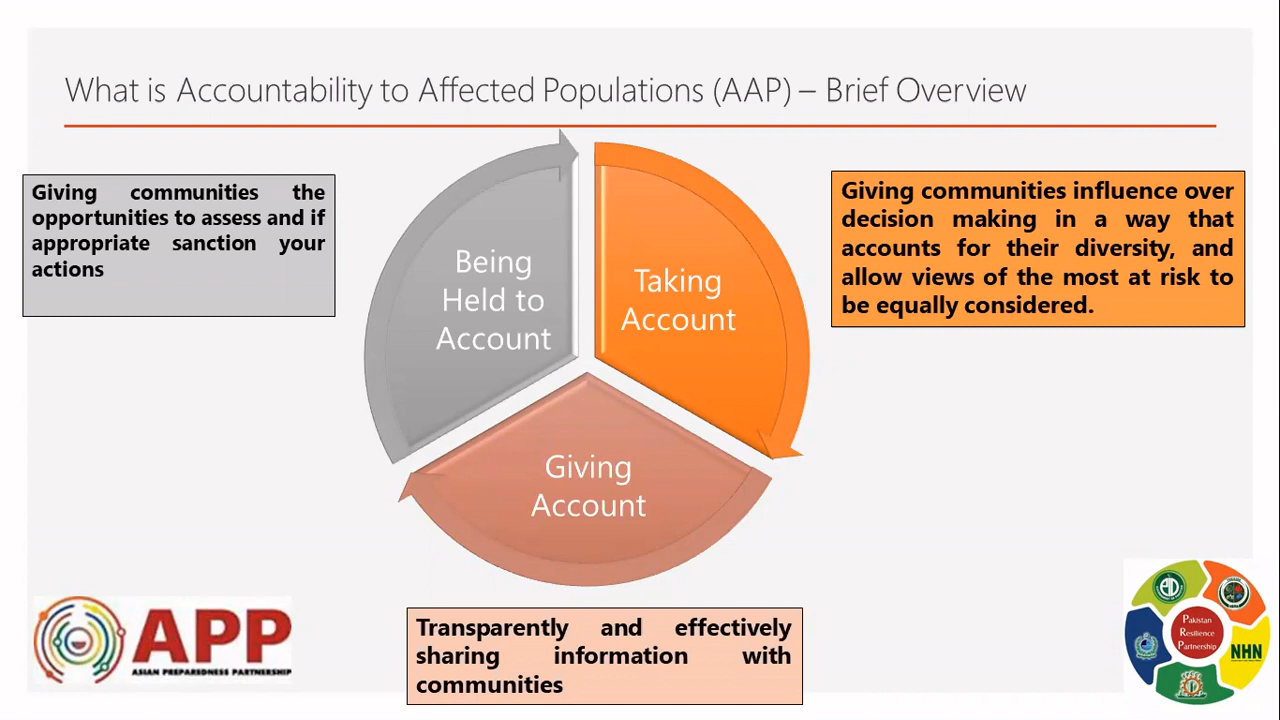 What is Accountability to Affected Populations (AAP) – Brief Overview
Giving communities the
opportunities to assess and if
appropriate sanction your
actions
Being
Held to
Account
Taking
Account
Giving communities influence over
decision making in a way that
accounts for their diversity, and
allow views of the most at risk to
be equally considered.
Giving
Account
Transparently and effectively
sharing information with
communities
APP
ASIAN PREPAREDNESS PARTNERSHIP
Pakistan
Resilience
Partnership
NHN